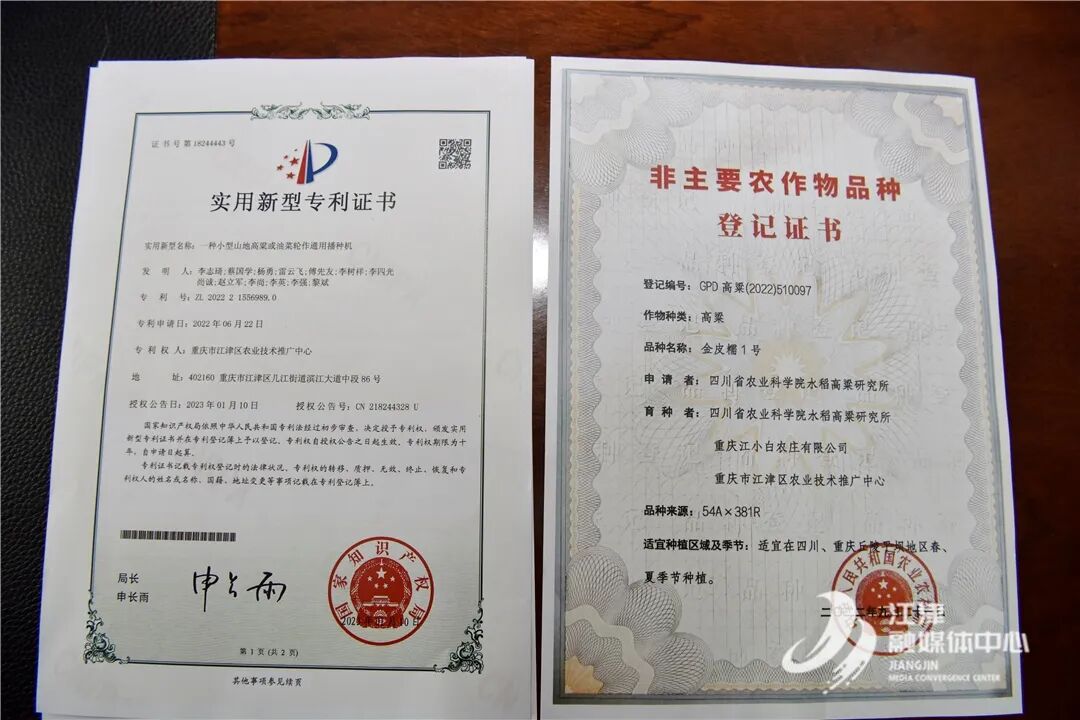 证书号第18244443号
实用新型专利证书
实用新型名称：一种小型山地高粱或油菜轮作通用播种机
发 明 人：李志琦;蔡国学;杨勇;雷云飞;傅先友;李树祥;李四光
尚诚;赵立军;李尚;李英;李强;黎斌
专 利 号：ZL 2022 2 1556989.0
专利申请日：2022年06月22日
专 利 权 人：重庆市江津区农业技术推广中心
地 址：402160 重庆市江津区几江街道滨江大道中段86号
授权公告日：2023年01月10日 授权公告号：CN 218244328 U
国家知识产权局依照中华人民共和国专利法经过初步审查，决定授予专利权，颁发实用
新型专利证书并在专利登记簿上予以登记。专利权自授权公告之日起生效。专利权期限为十
年，自申请日起算。
专利证书记载专利权登记时的法律状况。专利权的转移、质押、无效、终止、恢复和专
利权人的姓名或名称、国籍、地址变更等事项记载在专利登记簿上。
局长
申长雨
申长雨
国家知识产权局
第 1 页 (共 2 页)
其他事项参见续页
非主要农作物品种
登记证书
登记编号：GPD 高粱(2022)510097
作物种类：高粱
品种名称：金皮糯1号
申 请 者：四川省农业科学院水稻高粱研究所
育 种 者：四川省农业科学院水稻高粱研究所
重庆江小白农庄有限公司
重庆市江津区农业技术推广中心
品种来源：54A×381R
适宜种植区域及季节：适宜在四川、重庆丘陵平坝地区春、
夏季节种植。
江津
融媒体中心
JIANGJIN
MEDIA CONVERGENCE CENTER